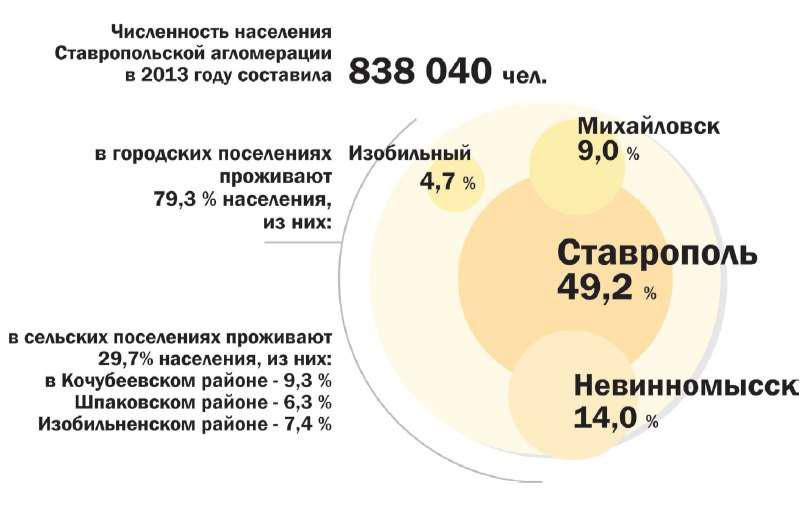 Численность населения
Ставропольской агломерации
в 2013 году составила 838 040 чел.
в городских поселениях
проживают
79,3 % населения,
из них:
Изобильный
4,7 %
Михайловск
9,0 %
Ставрополь
49,2 %
Невинномысск
14,0 %
в сельских поселениях проживают
29,7% населения, из них:
в Кочубеевском районе - 9,3 %
Шпаковском районе - 6,3 %
Изобильненском районе - 7,4 %